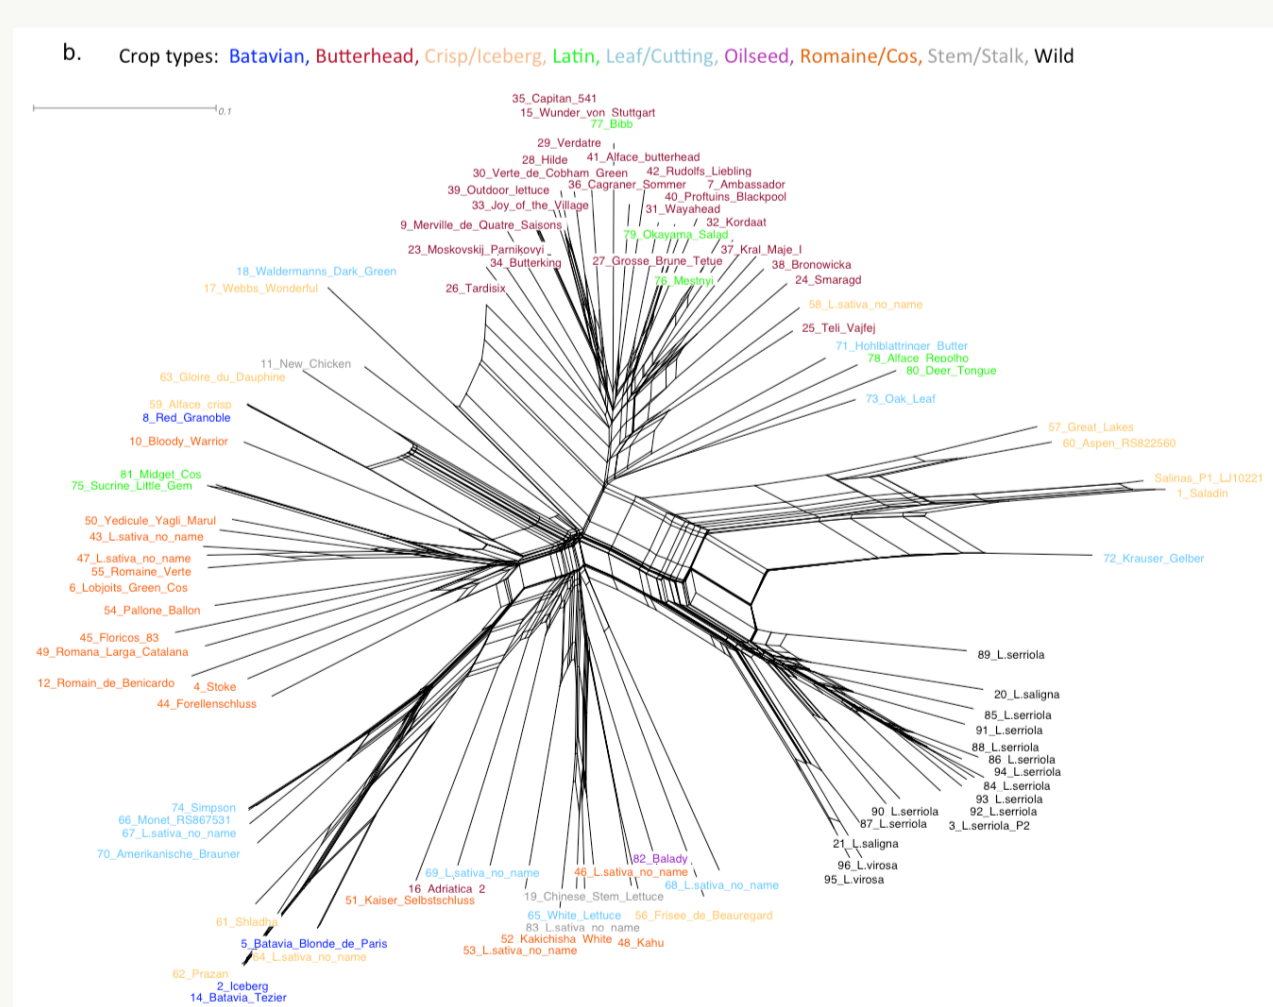 b. Crop types: Batavian, Butterhead, Crisp/Iceberg, Latin, Leaf/Cutting, Oilseed, Romaine/Cos, Stem/Stalk, Wild
0.1
35_Capitan_541
15_Wunder_von_Stuttgart
77_Bibb
29_Verdatre
41_Alface_butterhead
28_Hilde
30_Verte_de_Cobham_Green
42_Rudolfs_Liebling
36_Cagraner_Sommer
7_Ambassador
39_Outdoor_lettuce
40_Proftuins_Blackpool
33_Joy_of_the_Village
31_Wayahead
32_Kordaat
9_Merville_de_Quatre_Saisons
79_Okayama_Salad
23_Moskovskij_Parnikovyi
37_Kral_Maje_I
34_Butterking
27_Grosse_Brune_Tetue
38_Bronowicka
18_Waldermanns_Dark_Green
76_Mestnyi
24_Smaragd
17_Webbs_Wonderful
26_Tardisix
58_L.sativa_no_name
25_Teli_Vajfej
71_Hohlblattringer_Butter
78_Alface_Repolho
11_New_Chicken
80_Deer_Tongue
63_Gloire_du_Dauphine
73_Oak_Leaf
59_Alface_crisp
8_Red_Granoble
57_Great_Lakes
10_Bloody_Warrior
60_Aspen_RS822560
81_Midget_Cos
Salinas_P1_LJ10221
75_Sucrine_Little_Gem
1_Saladin
50_Yedicule_Yagli_Marul
43_L.sativa_no_name
47_L.sativa_no_name
72_Krauser_Gelber
55_Romaine_Verte
6_Lobjoits_Green_Cos
54_Pallone_Ballon
45_Floricos_83
49_Romana_Larga_Catalana
89_L.serriola
12_Romain_de_Benicardo
4_Stoke
20_L.saligna
44_Forellenschluss
85_L.serriola
91_L.serriola
88_L.serriola
86_L.serriola
94_L.serriola
84_L.serriola
93_L.serriola
74_Simpson
90_L.serriola
92_L.serriola
66_Monet_RS867531
87_L.serriola
3_L.serriola_P2
67_L.sativa_no_name
21_L.saligna
70_Amerikanische_Brauner
82_Balady
96_L.virosa
69_L.sativa_no_name
46_L.sativa_no_name
95_L.virosa
16_Adriatica_2
68_L.sativa_no_name
51_Kaiser_Selbstschluss
19_Chinese_Stem_Lettuce
65_White_Lettuce
56_Frisee_de_Beauregard
61_Shladha
83_L.sativa_no_name
52_Kakichisha_White
48_Kahu
5_Batavia_Blonde_de_Paris
53_L.sativa_no_name
64_L.sativa_no_name
62_Prazan
2_Iceberg
14_Batavia_Tezier